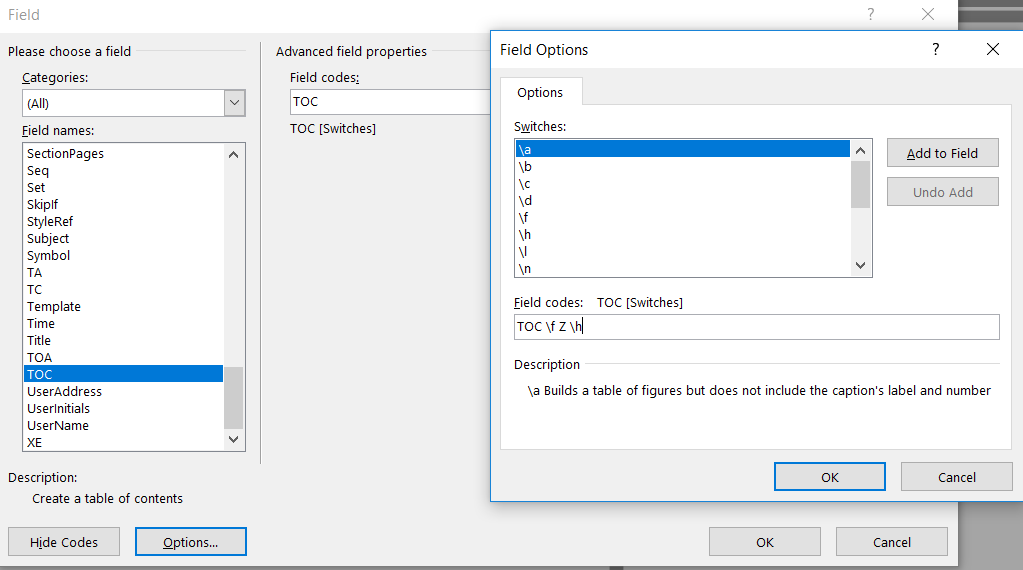 Field
?
Please choose a field
Categories:
(All)
Field names:
SectionPages
Seq
Set
SkipIf
StyleRef
Subject
Symbol
TA
TC
Template
Time
Title
TOA
TOC
UserAddress
UserInitials
UserName
XE
Description:
Create a table of contents
Hide Codes
Options...
Advanced field properties
Field codes:
TOC
TOC [Switches]
OK
Cancel
Field Options
?
Options
Switches:
\a
\b
\c
\d
\f
\h
\l
\n
Add to Field
Undo Add
Field codes: TOC [Switches]
TOC \f Z \h
Description
\a Builds a table of figures but does not include the caption's label and number
OK
Cancel